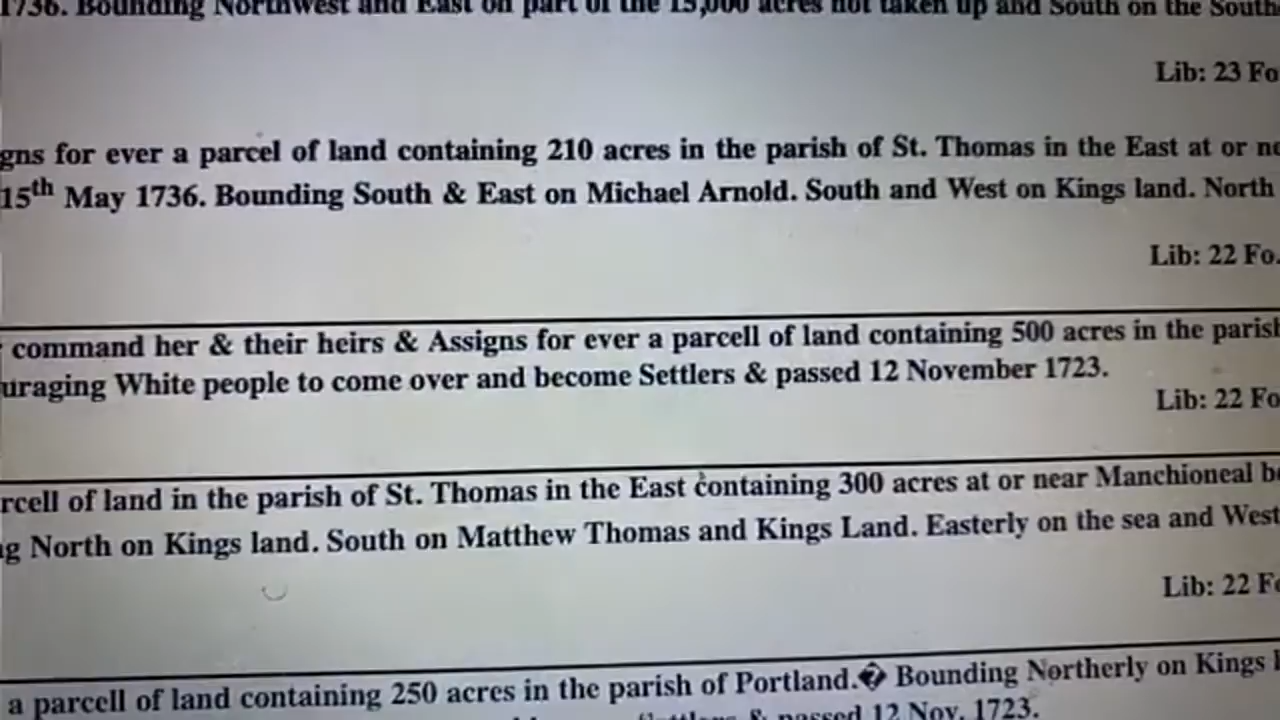 1736. Bounding Northwest and East on part of the 15,000 acres not taken up and South on the South
Lib: 23 Fo
gns for ever a parcel of land containing 210 acres in the parish of St. Thomas in the East at or ne
15th May 1736. Bounding South & East on Michael Arnold. South and West on Kings land. North
Lib: 22 Fo.
command her & their heirs & Assigns for ever a parcell of land containing 500 acres in the parish
uraging White people to come over and become Settlers & passed 12 November 1723.
Lib: 22 Fo
rcell of land in the parish of St. Thomas in the East containing 300 acres at or near Manchioneal be
ng North on Kings land. South on Matthew Thomas and Kings Land. Easterly on the sea and West
Lib: 22 Fo
a parcell of land containing 250 acres in the parish of Portland.� Bounding Northerly on Kings
Settlers & passed 12 Nov. 1723.